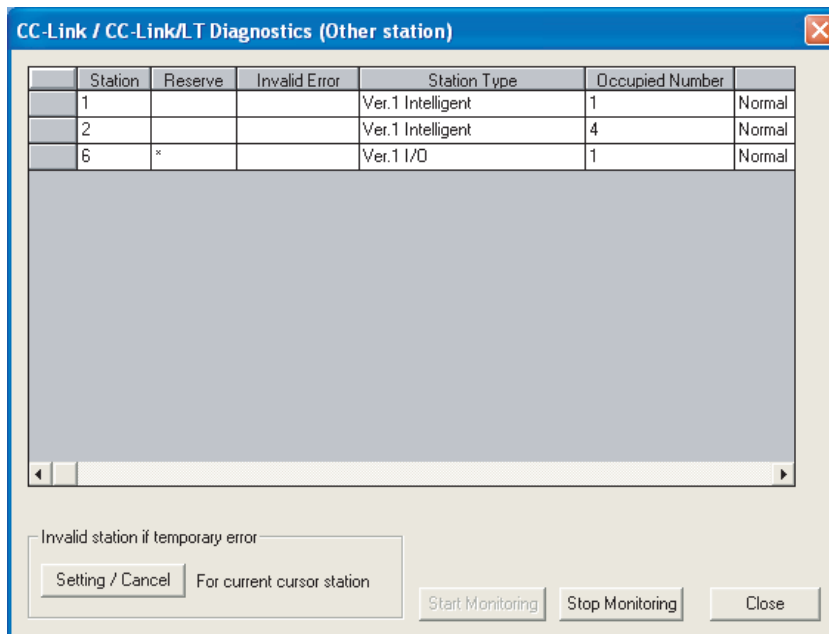 CC-Link / CC-Link/LT Diagnostics (Other station)
Station Reserve Invalid Error Station Type Occupied Number
1 Ver.1 Intelligent 1 Normal
2 Ver.1 Intelligent 4 Normal
6 * Ver.1 I/O 1 Normal
Invalid station if temporary error
Setting / Cancel For current cursor station
Start Monitoring Stop Monitoring Close